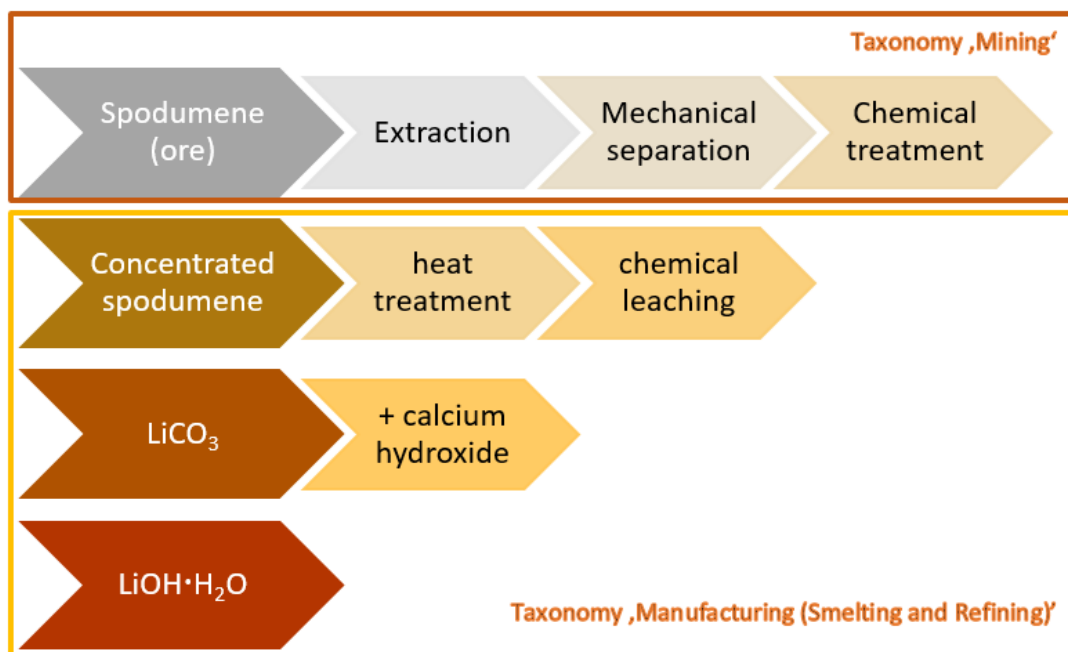 Taxonomy ‚Mining‘
Spodumene
(ore)
Extraction
Mechanical
separation
Chemical
treatment
Concentrated
spodumene
heat
treatment
chemical
leaching
LiCO₃
+ calcium
hydroxide
LiOH·H₂O
Taxonomy ‚Manufacturing (Smelting and Refining)’